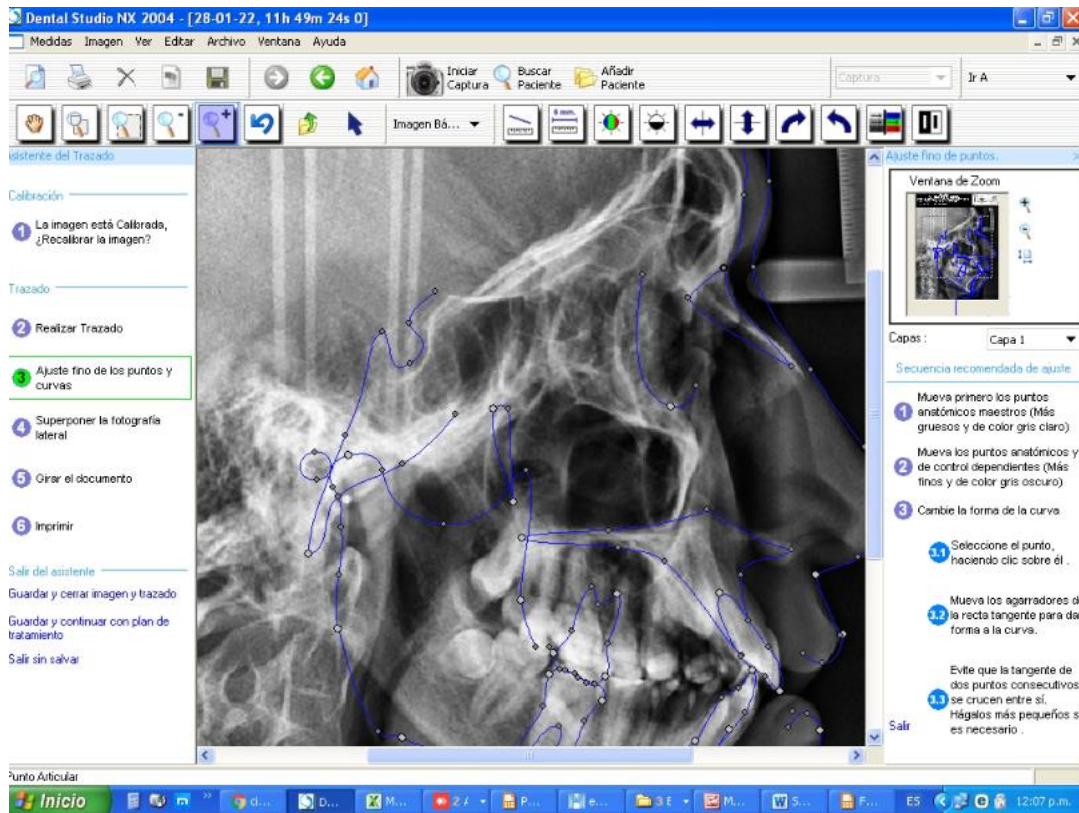 Dental Studio NX 2004 - [28-01-22, 11h 49m 24s 0]
Medidas Imagen Ver Editar Archivo Ventana Ayuda
Iniciar Captura
Buscar Paciente
Añadir Paciente
Captura
Ir A
Imagen Bá...
6 mm.
sistente del Trazado
Calibración
1 La imagen está Calibrada,
¿Recalibrar la imagen?
Trazado
2 Realizar Trazado
3 Ajuste fino de los puntos y
curvas
4 Superponer la fotografía
lateral
5 Girar el documento
6 Imprimir
Salir del asistente
Guardar y cerrar imagen y trazado
Guardar y continuar con plan de
tratamiento
Salir sin salvar
Ajuste fino de puntos.
Ventana de Zoom
Capas :
Capa 1
Secuencia recomendada de ajuste
1 Mueva primero los puntos
anatómicos maestros (Más
gruesos y de color gris claro)
2 Mueva los puntos anatómicos y
de control dependientes (Más
finos y de color gris oscuro)
3 Cambie la forma de la curva
3.1 Seleccione el punto,
haciendo clic sobre él .
3.2 Mueva los agarradores d
la recta tangente para da
forma a la curva.
3.3 Evite que la tangente de
dos puntos consecutivos
se crucen entre sí.
Hágalos más pequeños s
es necesario .
Salir
Punto Articular
Inicio
d...
D...
M...
2 A
P...
e...
3 E
M...
S...
F...
ES
12:07 p.m.